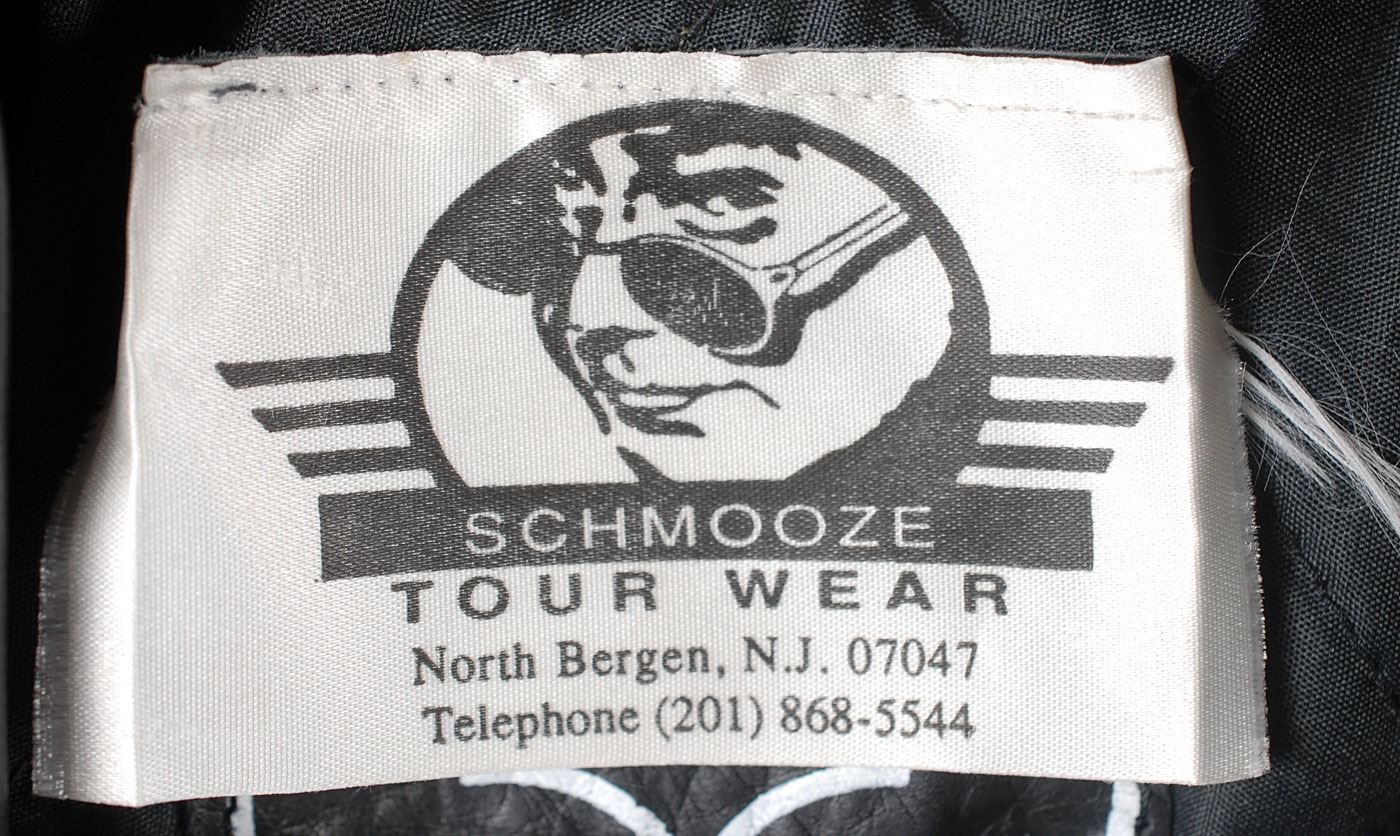 SCHMOOZE
TOUR WEAR
North Bergen, N.J. 07047
Telephone (201) 868-5544